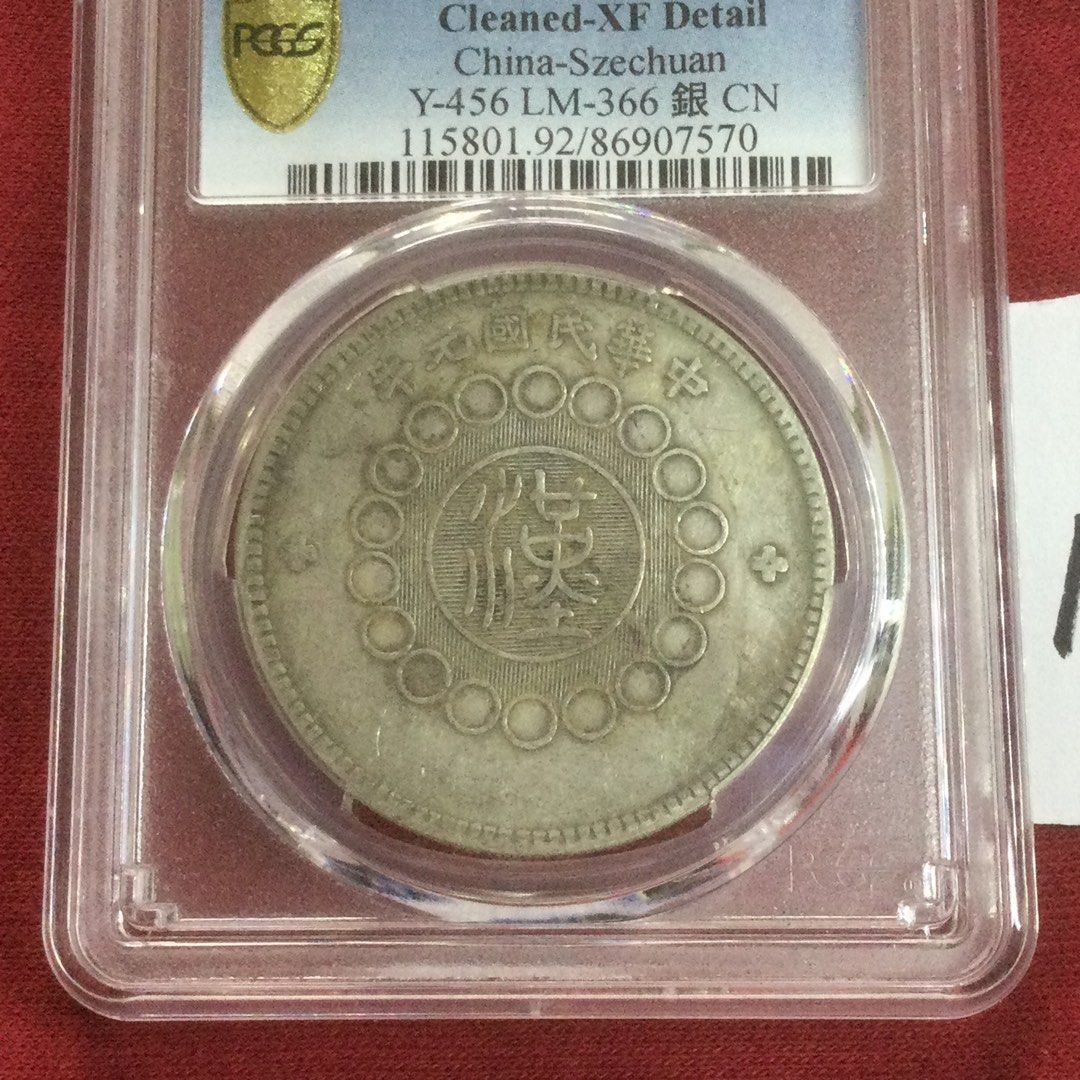 PCGS
Cleaned-XF Detail
China-Szechuan
Y-456 LM-366 銀 CN
115801.92/86907570
年元國民華中
漢